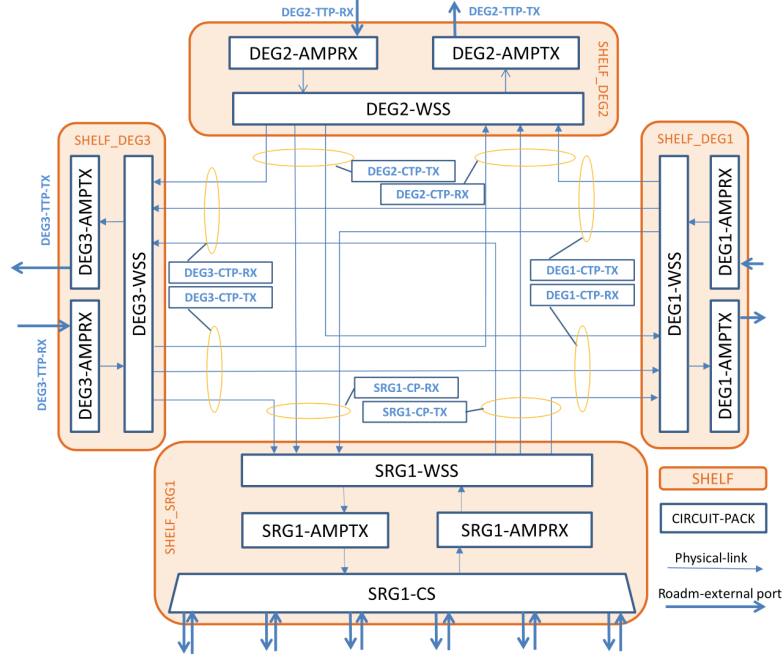 DEG2-TTP-RX
DEG2-TTP-TX
DEG2-AMPRX
DEG2-AMPTX
SHELF_DEG2
DEG2-WSS
SHELF_DEG3
SHELF_DEG1
DEG2-CTP-TX
DEG2-CTP-RX
DEG3-TTP-TX
DEG3-AMPTX
DEG3-WSS
DEG1-WSS
DEG1-AMPRX
DEG3-CTP-RX
DEG3-CTP-TX
DEG1-CTP-TX
DEG1-CTP-RX
DEG3-TTP-RX
DEG3-AMPRX
DEG1-AMPTX
SRG1-CP-RX
SRG1-CP-TX
SHELF_SRG1
SRG1-WSS
SRG1-AMPTX
SRG1-AMPRX
SRG1-CS
SHELF
CIRCUIT-PACK
Physical-link
Roadm-external port